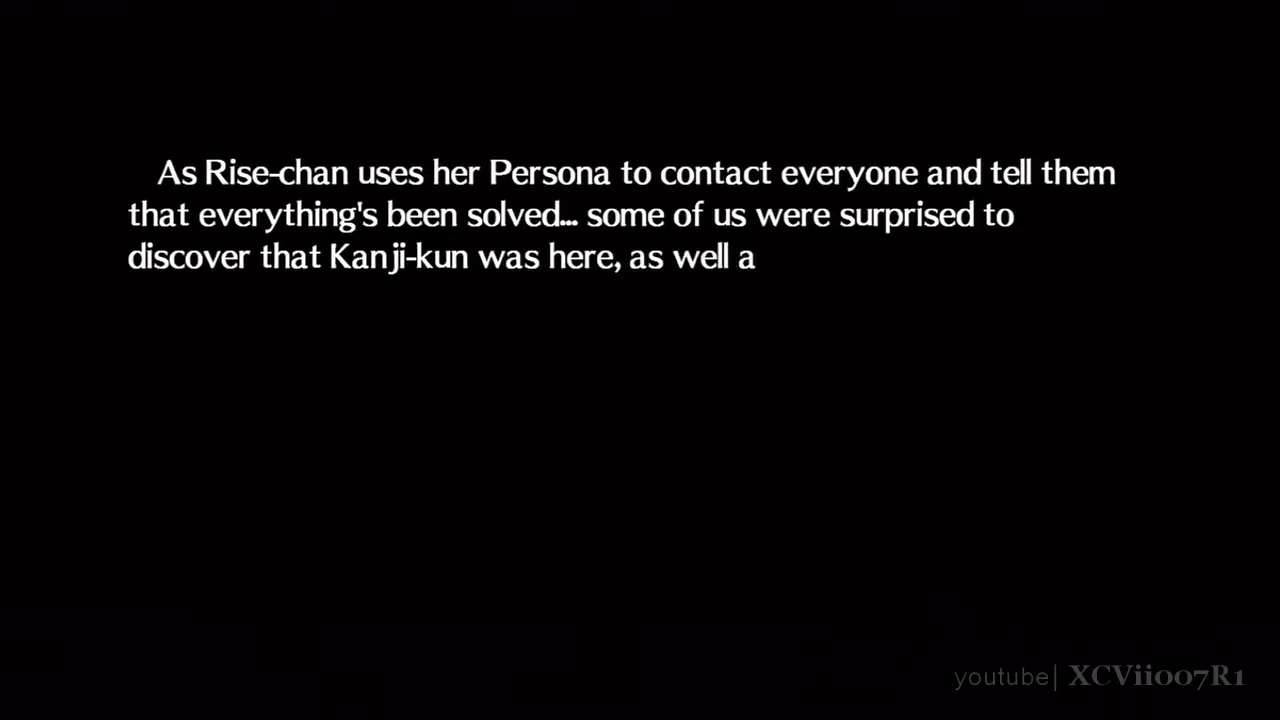 As Rise-chan uses her Persona to contact everyone and tell them
that everything's been solved... some of us were surprised to
discover that Kanji-kun was here, as well a
youtube| XCVii007R1